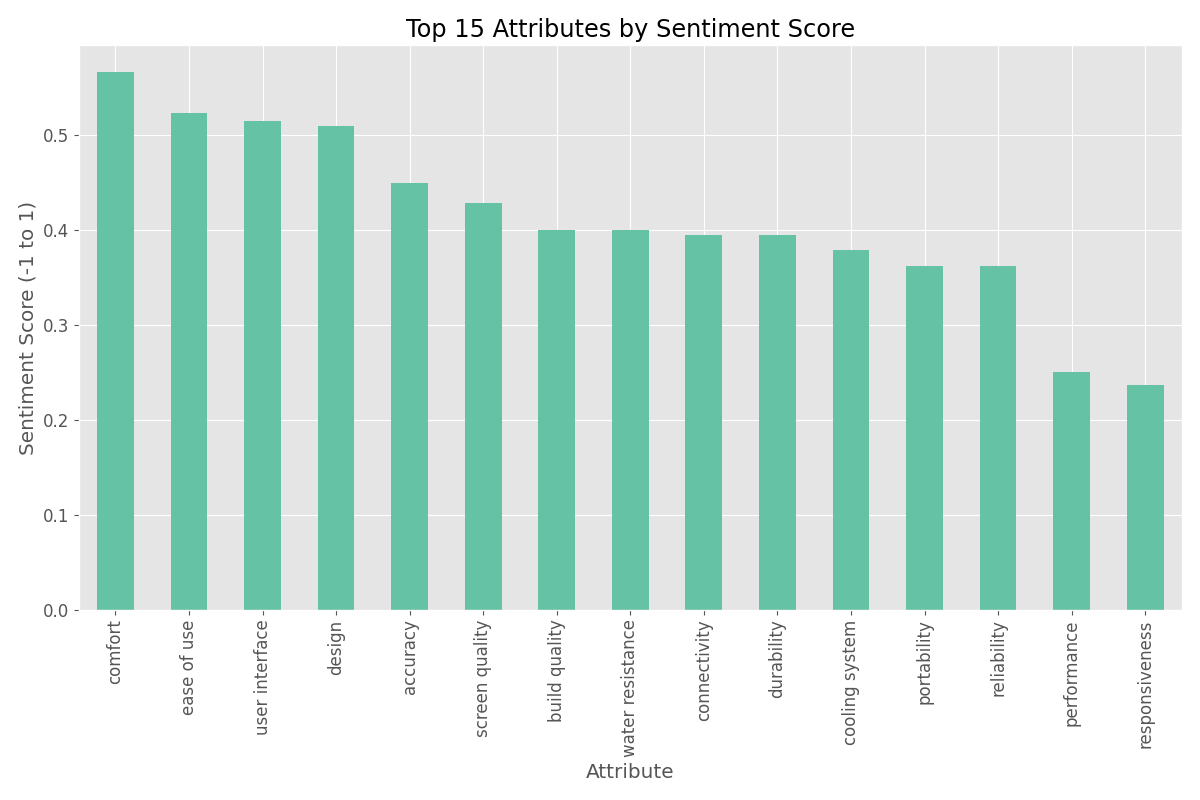 Top 15 Attributes by Sentiment Score
Sentiment Score (-1 to 1)
0.5
0.4
0.3
0.2
0.1
0.0
comfort
ease of use
user interface
design
accuracy
screen quality
build quality
water resistance
connectivity
durability
cooling system
portability
reliability
performance
responsiveness
Attribute